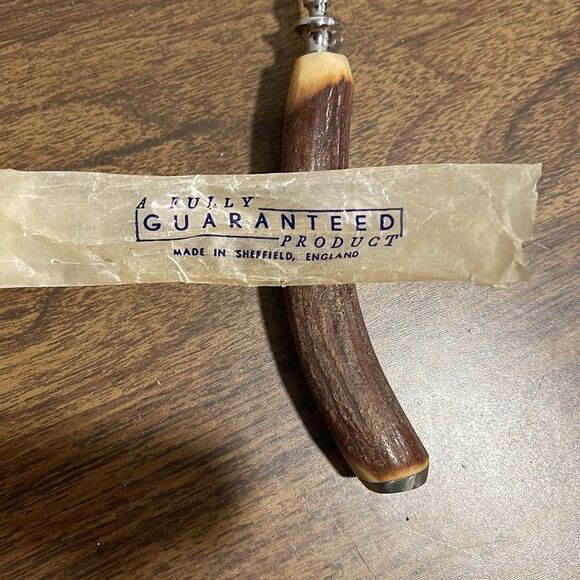 A FULLY
GUARANTEED
PRODUCT
MADE IN SHEFFIELD, ENGLAND